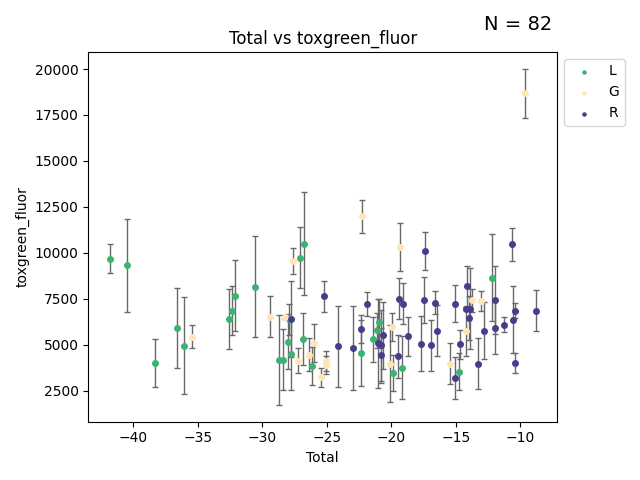 N = 82
Total vs toxgreen_fluor
L
G
R
20000
17500
15000
12500
10000
7500
5000
2500
toxgreen_fluor
−40
−35
−30
−25
−20
−15
−10
Total